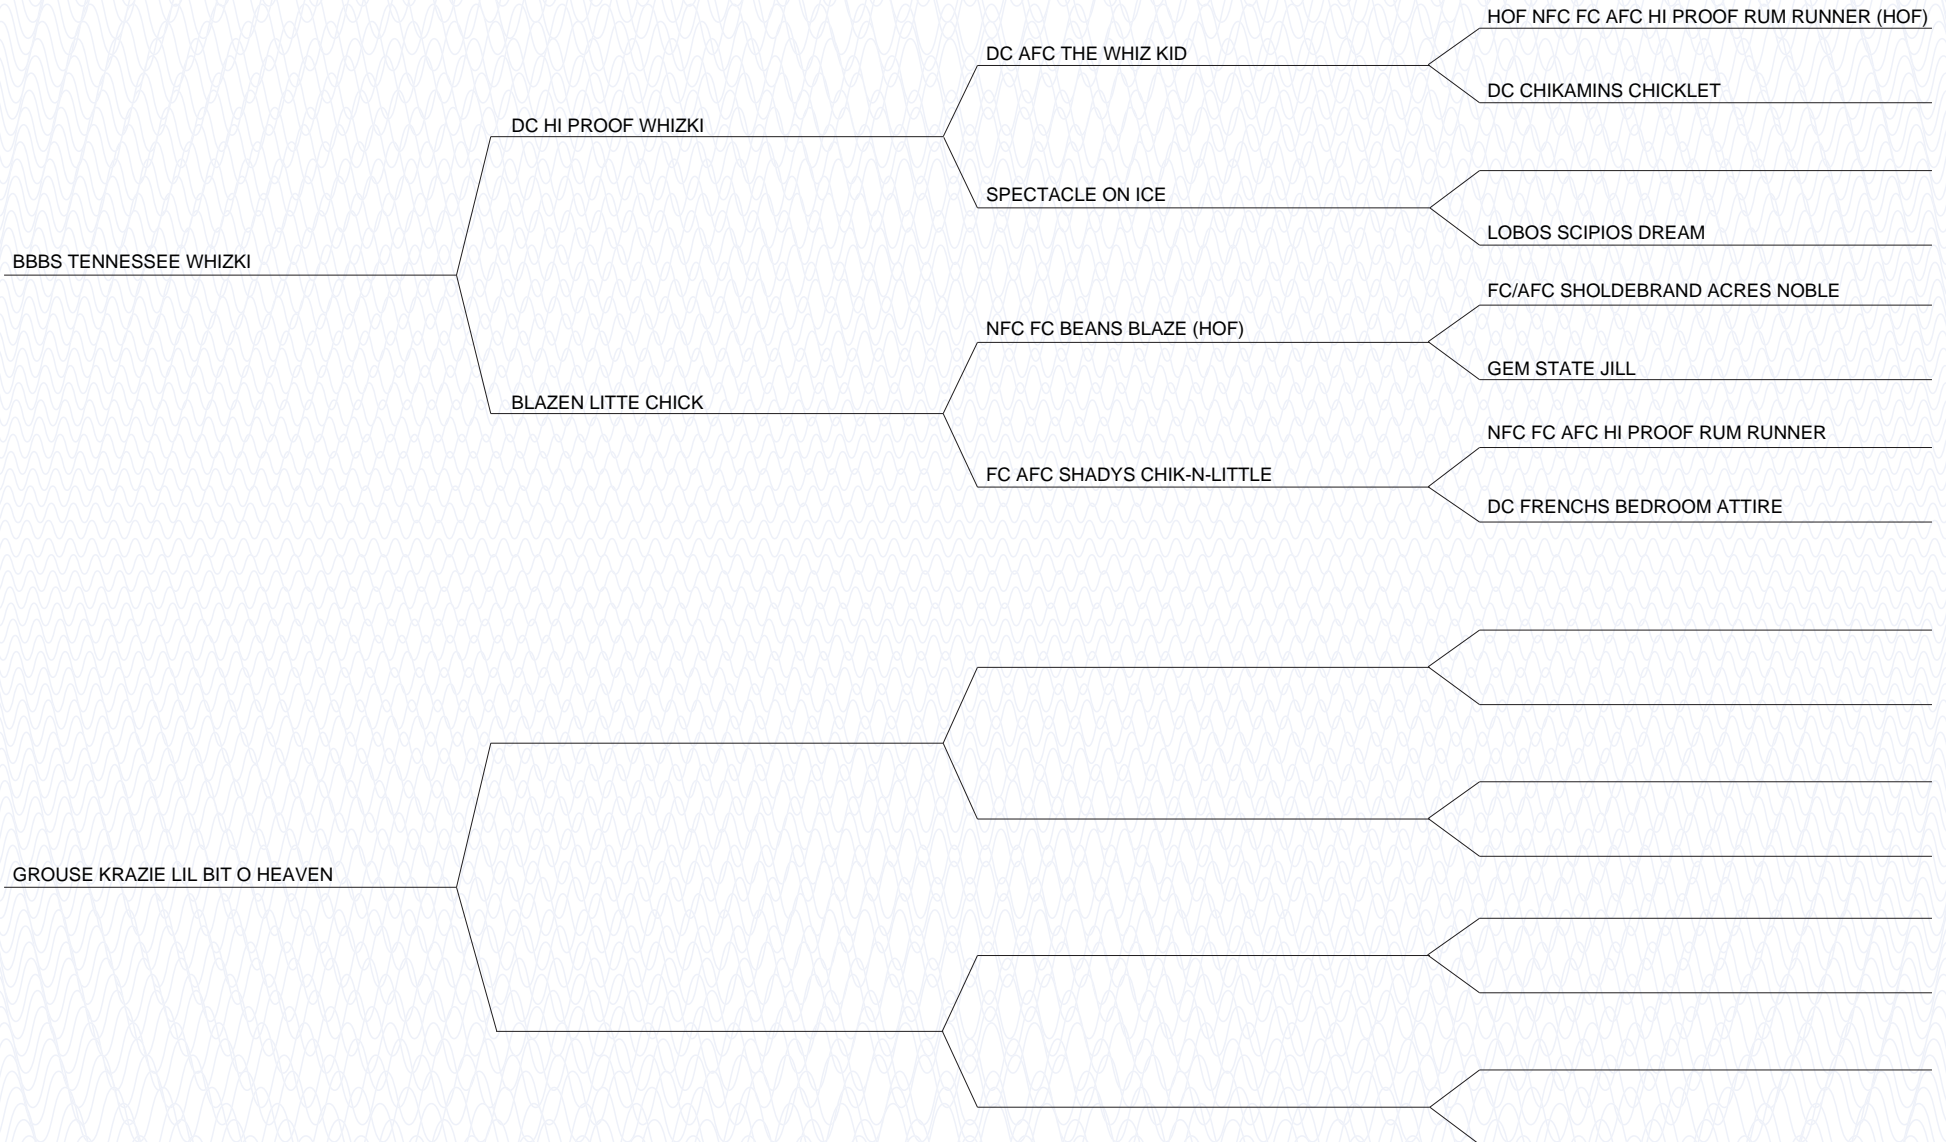 HOF NFC FC AFC HI PROOF RUM RUNNER (HOF)
DC AFC THE WHIZ KID
DC CHIKAMINS CHICKLET
DC HI PROOF WHIZKI
SPECTACLE ON ICE
LOBOS SCIPIOS DREAM
BBBS TENNESSEE WHIZKI
FC/AFC SHOLDEBRAND ACRES NOBLE
NFC FC BEANS BLAZE (HOF)
GEM STATE JILL
BLAZEN LITTE CHICK
NFC FC AFC HI PROOF RUM RUNNER
FC AFC SHADYS CHIK-N-LITTLE
DC FRENCHS BEDROOM ATTIRE
GROUSE KRAZIE LIL BIT O HEAVEN